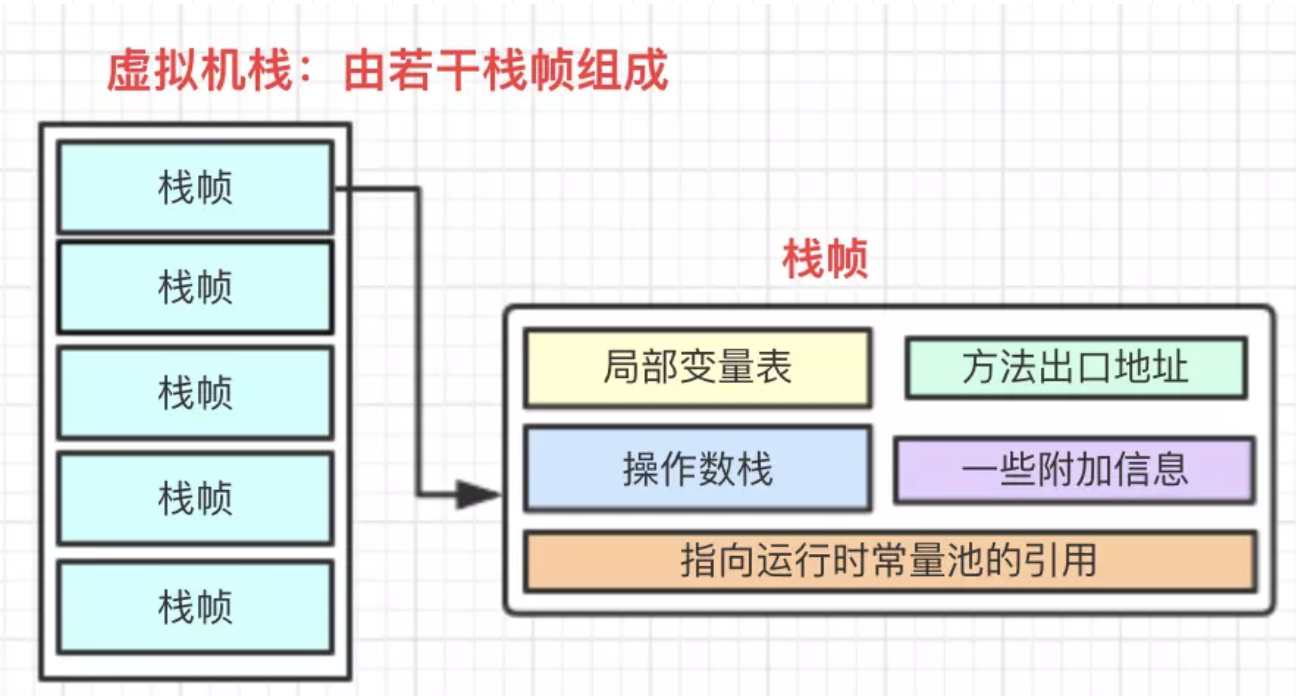 虚拟机栈：由若干栈帧组成
栈帧
栈帧
栈帧
栈帧
栈帧
栈帧
局部变量表
方法出口地址
操作数栈
一些附加信息
指向运行时常量池的引用